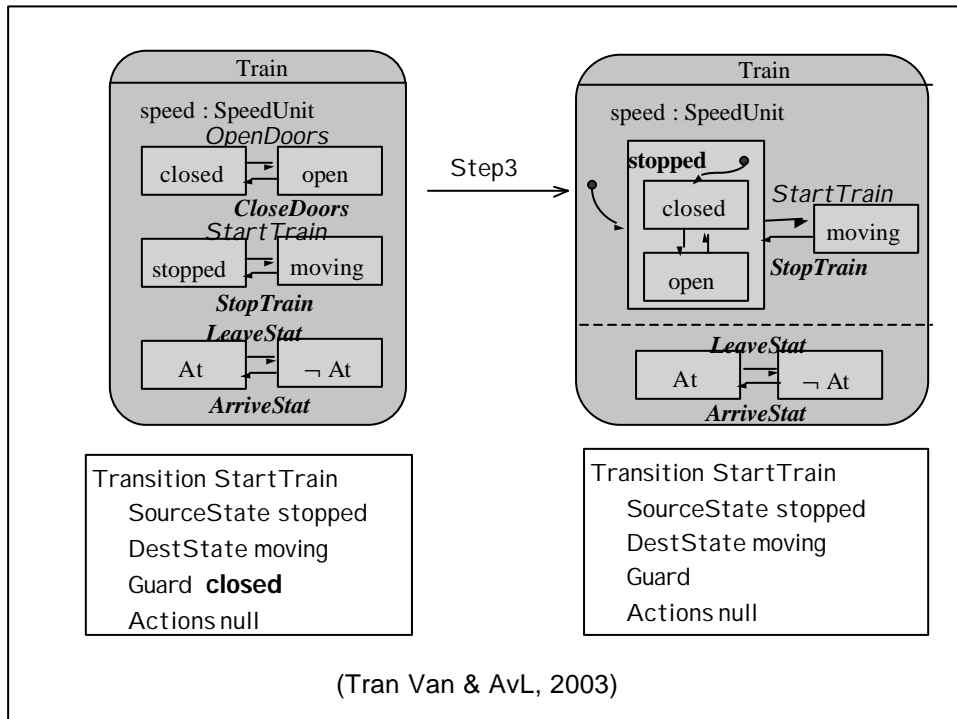 Train
speed : SpeedUnit
OpenDoors
closed
open
CloseDoors
StartTrain
stopped
moving
StopTrain
LeaveStat
At
¬ At
ArriveStat
Step3
Train
speed : SpeedUnit
stopped
closed
open
StartTrain
moving
StopTrain
LeaveStat
At
¬ At
ArriveStat
Transition StartTrain
SourceState stopped
DestState moving
Guard closed
Actions null
Transition StartTrain
SourceState stopped
DestState moving
Guard
Actions null
(Tran Van & AvL, 2003)